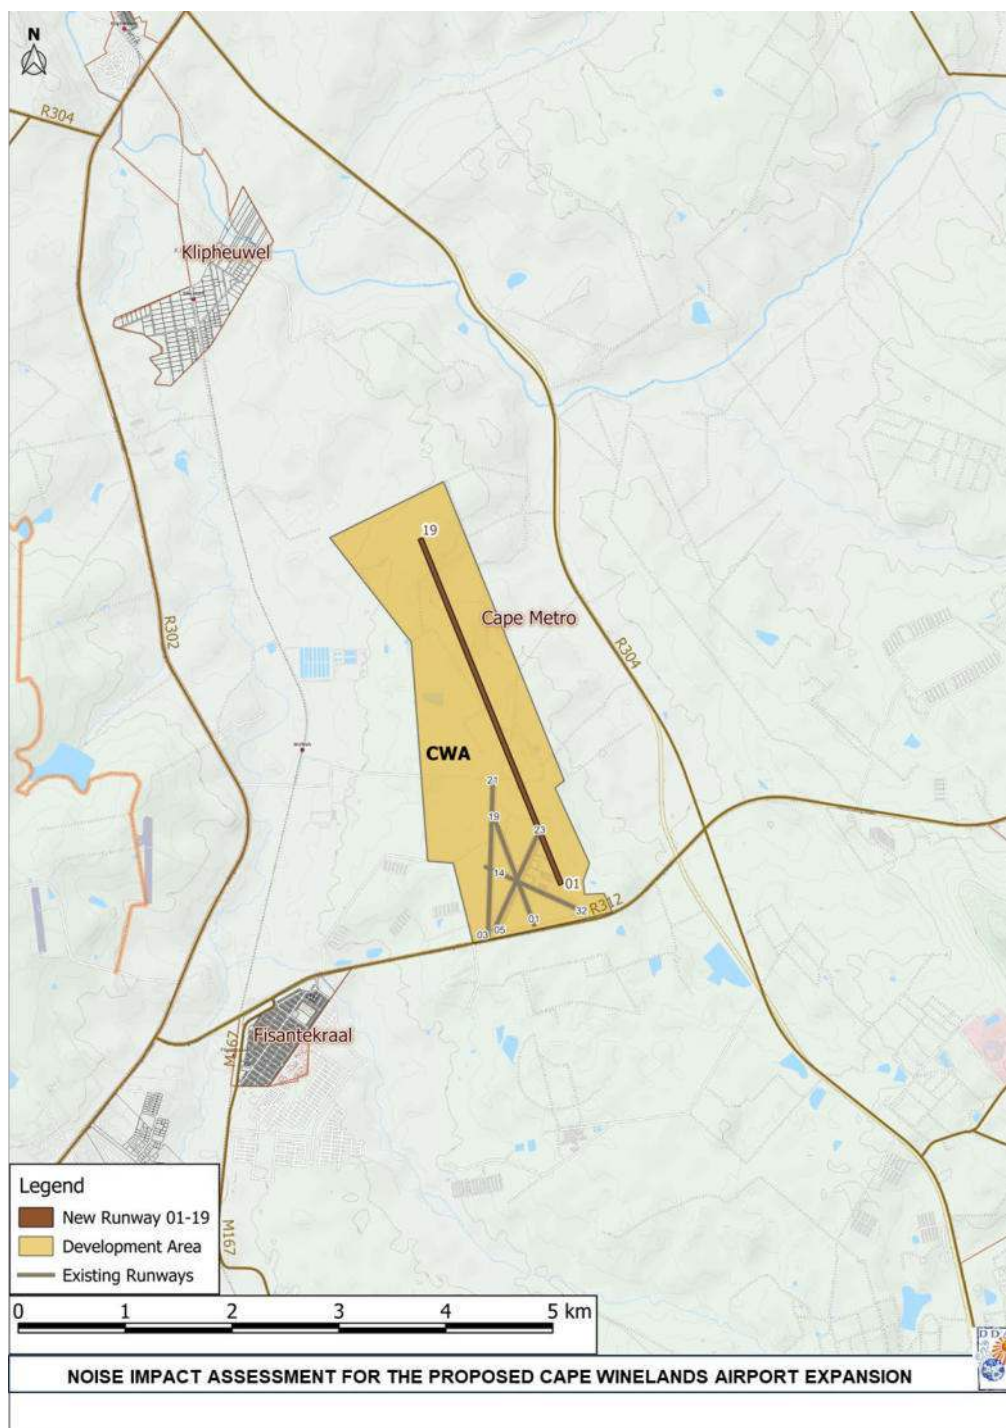 N
R304
Klipheuwel
19
Cape Metro
R302
R304
CWA
21
19
23
14
01
32
R312
01
03
05
Fisantekraal
M167
Legend
New Runway 01-19
Development Area
Existing Runways
M167
0 1 2 3 4 5 km
DD
NOISE IMPACT ASSESSMENT FOR THE PROPOSED CAPE WINELANDS AIRPORT EXPANSION